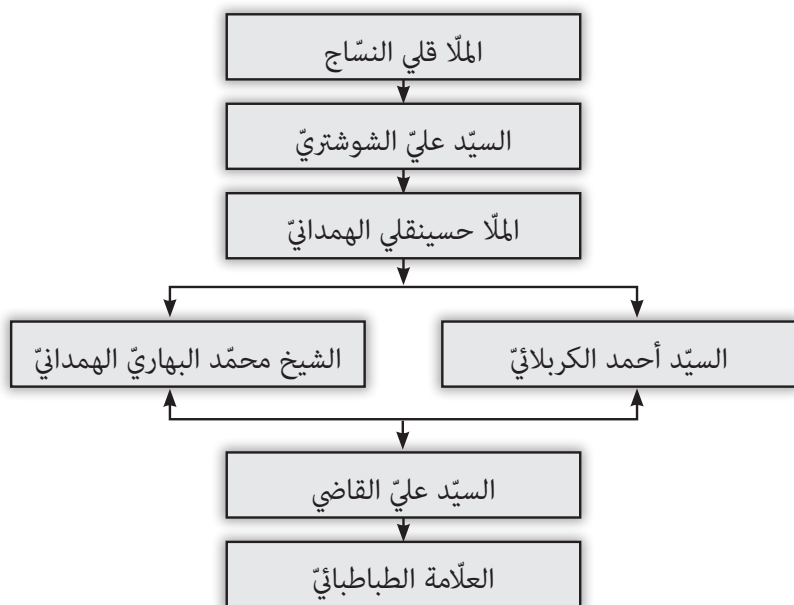 الملّا قلي النسّاج
السيّد عليّ الشوشتريّ
الملّا حسينقلي الهمدانيّ
السيّد أحمد الكربلائيّ
الشيخ محمّد البهاريّ الهمدانيّ
السيّد عليّ القاضي
العلّامة الطباطبائيّ